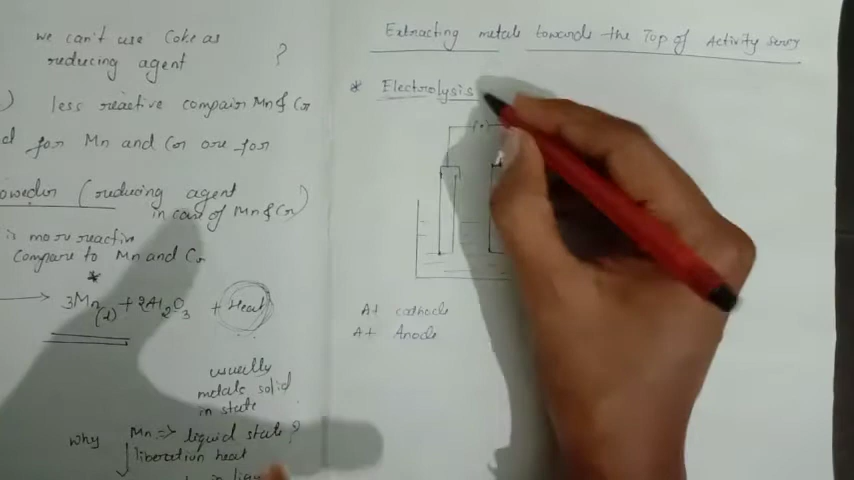 we can't use Coke as
reducing agent ?
less reactive compair Mn & Cr
for Mn and Cr are for
(reducing agent
in case of Mn & Cr)
is more reactive
Compare to Mn and Cr
*
→ 3Mn(l) + 2Al2O3 + Heat
usually
metals solid
in state
why Mn ⇒ liquid state?
liberation heat
Extracting metals towards the Top of Activity
* Electrolysis
At cathode
At Anode